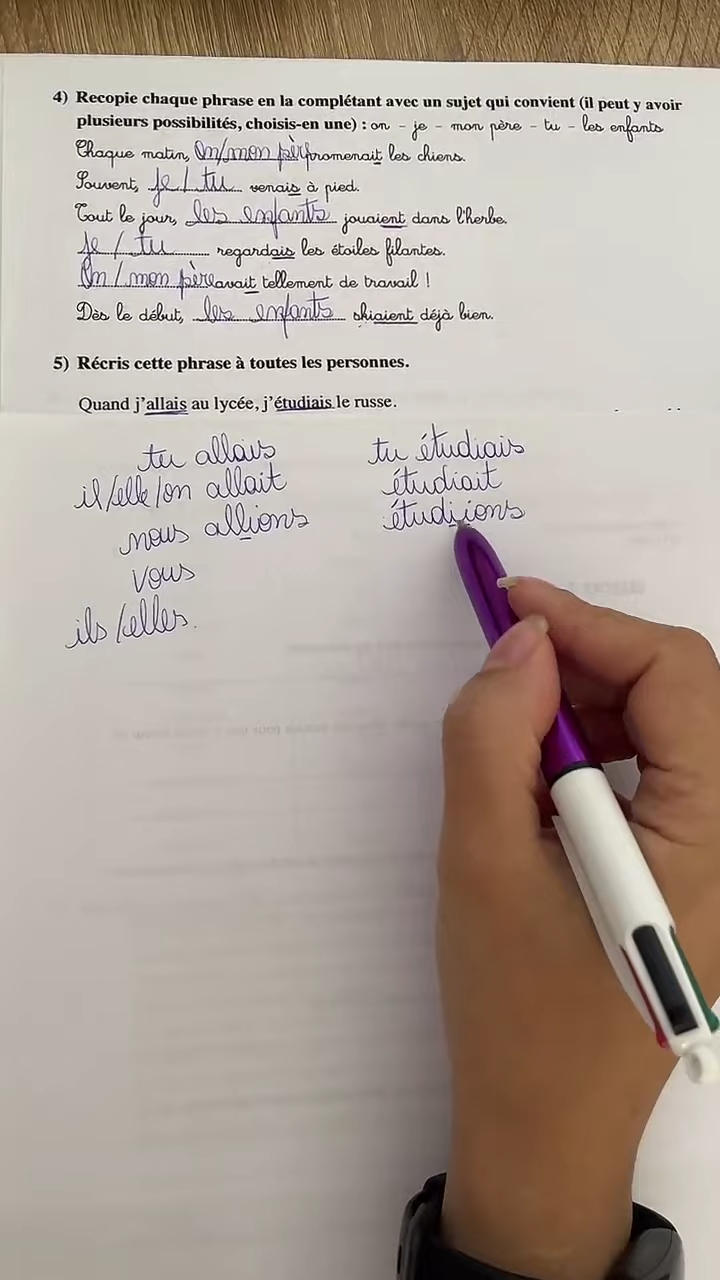 4) Recopie chaque phrase en la complétant avec un sujet qui convient (il peut y avoir
plusieurs possibilités, choisis-en une) : on - je - mon père - tu - les enfants
Chaque matin, On/mon père promenait les chiens.
Souvent, je / tu venais à pied.
Tout le jour, les enfants jouaient dans l'herbe.
Je / tu regardais les étoiles filantes.
On / mon père avait tellement de travail !
Dès le début, les enfants skiaient déjà bien.
5) Récris cette phrase à toutes les personnes.
Quand j'allais au lycée, j'étudiais le russe.
tu allais tu étudiais
il/elle/on allait étudiait
nous allions étudiions
vous
ils/elles.